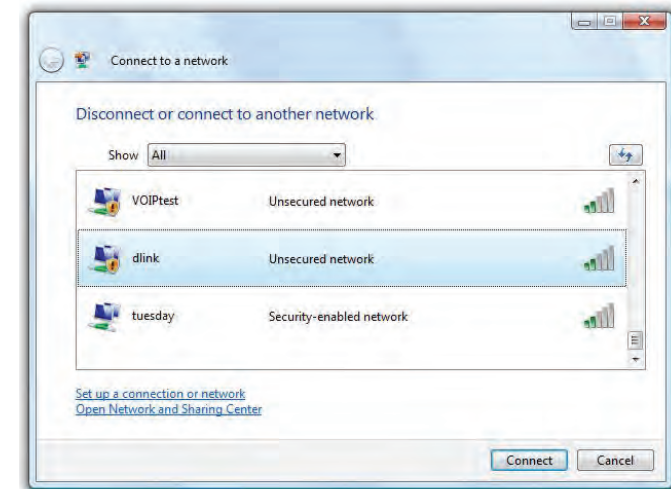 Connect to a network
Disconnect or connect to another network
Show All
VOIPtest Unsecured network
dlink Unsecured network
tuesday Security-enabled network
Set up a connection or network
Open Network and Sharing Center
Connect Cancel